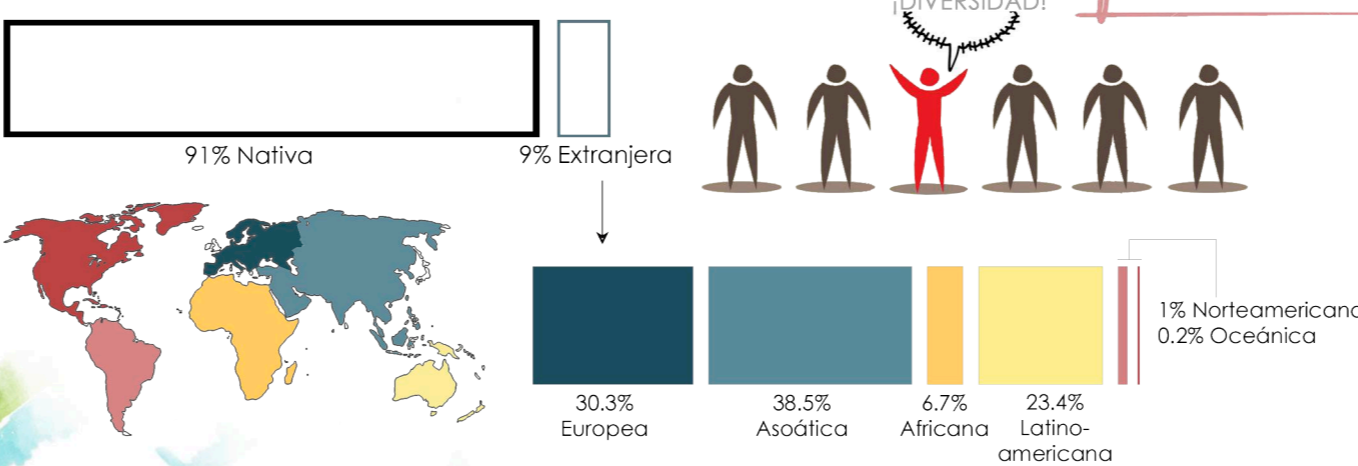 ¡DIVERSIDAD!
91% Nativa
9% Extranjera
1% Norteamericana
0.2% Oceánica
30.3%
Europea
38.5%
Asoática
6.7%
Africana
23.4%
Latino-
americana